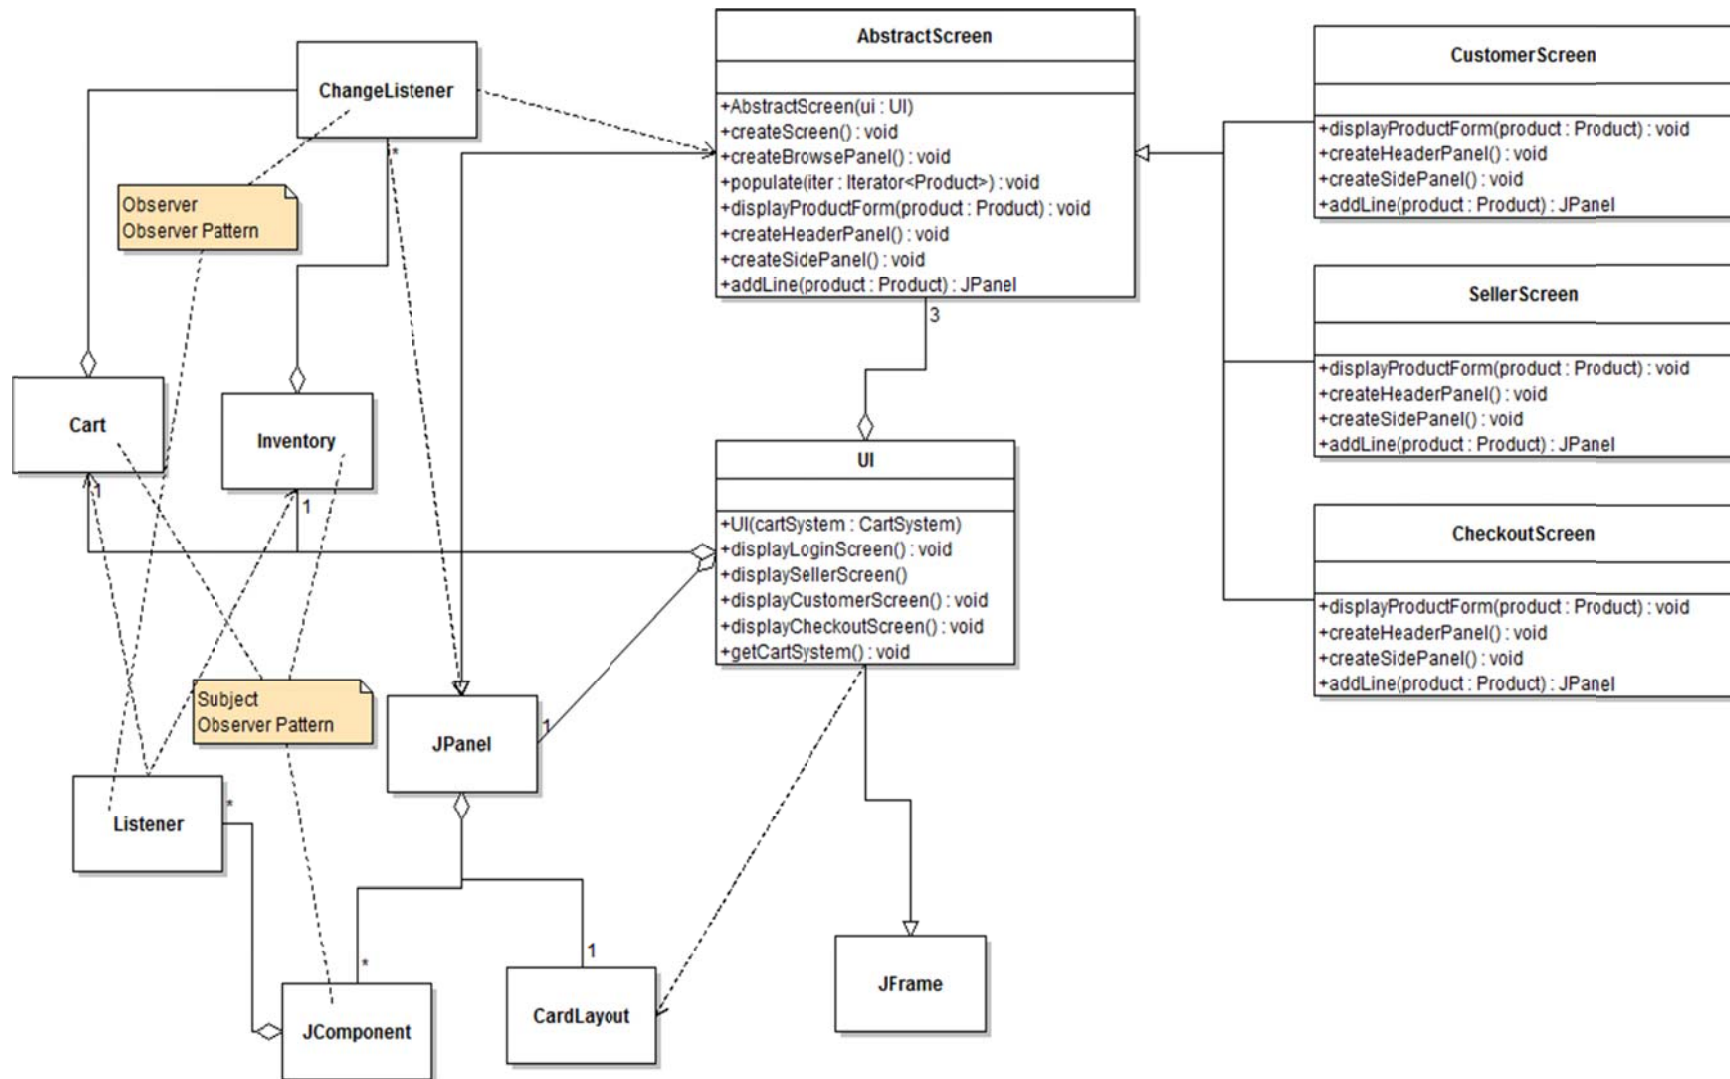 AbstractScreen
+AbstractScreen(ui : UI)
+createScreen() : void
+createBrowsePanel() : void
+populate(iter : Iterator<Product>) : void
+displayProductForm(product : Product) : void
+createHeaderPanel() : void
+createSidePanel() : void
+addLine(product : Product) : JPanel
3
CustomerScreen
+displayProductForm(product : Product) : void
+createHeaderPanel() : void
+createSidePanel() : void
+addLine(product : Product) : JPanel
SellerScreen
+displayProductForm(product : Product) : void
+createHeaderPanel() : void
+createSidePanel() : void
+addLine(product : Product) : JPanel
CheckoutScreen
+displayProductForm(product : Product) : void
+createHeaderPanel() : void
+createSidePanel() : void
+addLine(product : Product) : JPanel
ChangeListener
*
Observer
Observer Pattern
Cart
1
Inventory
1
UI
+UI(cartSystem : CartSystem)
+displayLoginScreen() : void
+displaySellerScreen()
+displayCustomerScreen() : void
+displayCheckoutScreen() : void
+getCartSystem() : void
Subject
Observer Pattern
JPanel
1
Listener
*
*
JComponent
1
CardLayout
JFrame